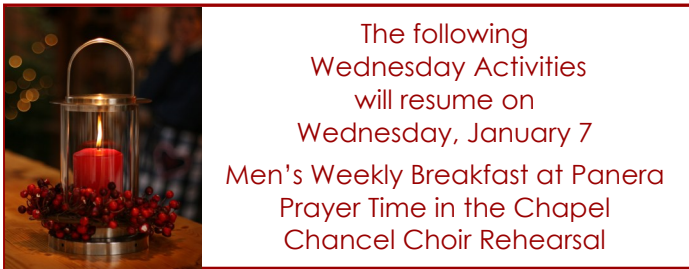 The following
Wednesday Activities
will resume on
Wednesday, January 7
Men's Weekly Breakfast at Panera
Prayer Time in the Chapel
Chancel Choir Rehearsal